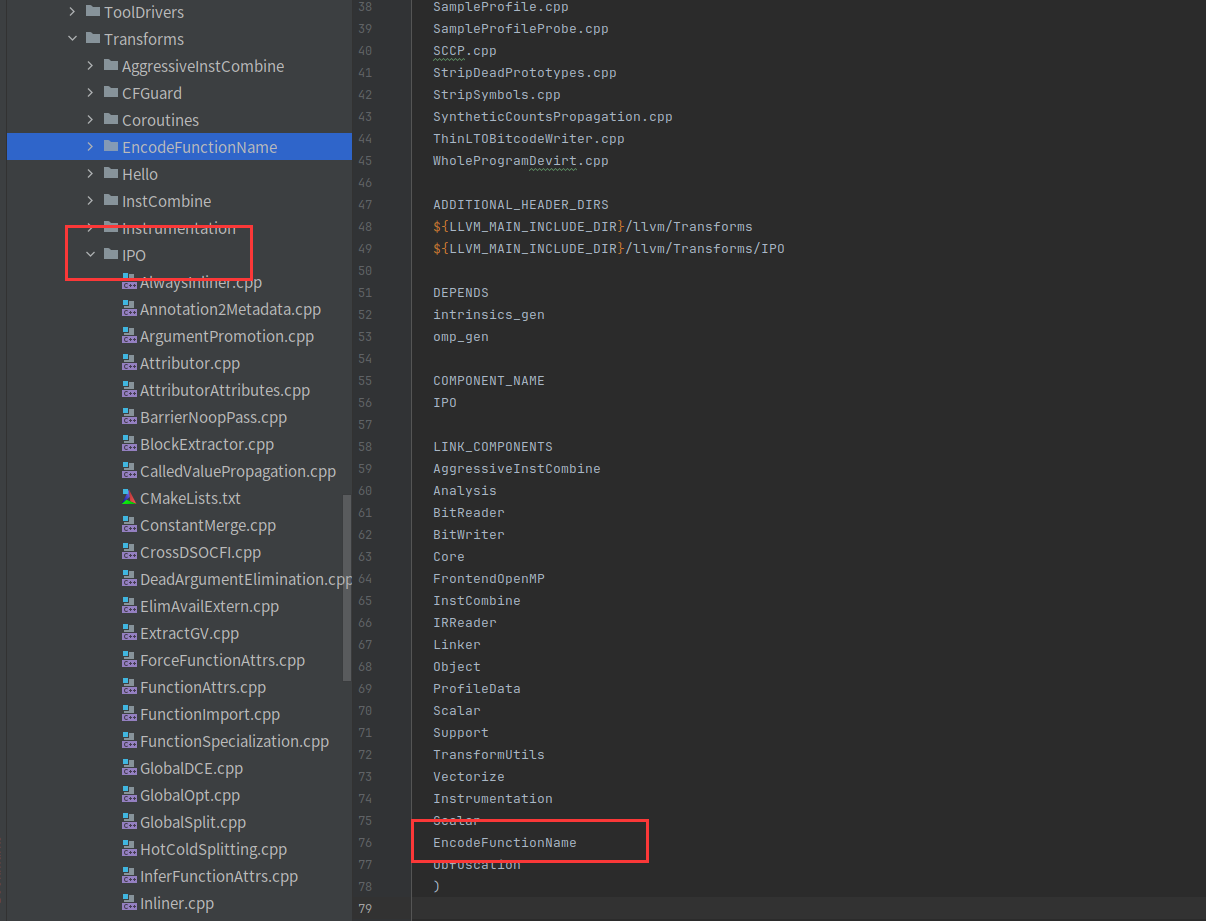 ToolDrivers
Transforms
AggressiveInstCombine
CFGuard
Coroutines
EncodeFunctionName
Hello
InstCombine
Instrumentation
IPO
AlwaysInliner.cpp
Annotation2Metadata.cpp
ArgumentPromotion.cpp
Attributor.cpp
AttributorAttributes.cpp
BarrierNoopPass.cpp
BlockExtractor.cpp
CalledValuePropagation.cpp
CMakeLists.txt
ConstantMerge.cpp
CrossDSOCFI.cpp
DeadArgumentElimination.cpp
ElimAvailExtern.cpp
ExtractGV.cpp
ForceFunctionAttrs.cpp
FunctionAttrs.cpp
FunctionImport.cpp
FunctionSpecialization.cpp
GlobalDCE.cpp
GlobalOpt.cpp
GlobalSplit.cpp
HotColdSplitting.cpp
InferFunctionAttrs.cpp
Inliner.cpp
38 SampleProfile.cpp
39 SampleProfileProbe.cpp
40 SCCP.cpp
41 StripDeadPrototypes.cpp
42 StripSymbols.cpp
43 SyntheticCountsPropagation.cpp
44 ThinLTOBitcodeWriter.cpp
45 WholeProgramDevirt.cpp
46
47 ADDITIONAL_HEADER_DIRS
48 ${LLVM_MAIN_INCLUDE_DIR}/llvm/Transforms
49 ${LLVM_MAIN_INCLUDE_DIR}/llvm/Transforms/IPO
50
51 DEPENDS
52 intrinsics_gen
53 omp_gen
54
55 COMPONENT_NAME
56 IPO
57
58 LINK_COMPONENTS
59 AggressiveInstCombine
60 Analysis
61 BitReader
62 BitWriter
63 Core
64 FrontendOpenMP
65 InstCombine
66 IRReader
67 Linker
68 Object
69 ProfileData
70 Scalar
71 Support
72 TransformUtils
73 Vectorize
74 Instrumentation
75 Scalar
76 EncodeFunctionName
77 Obfuscation
78 )
79